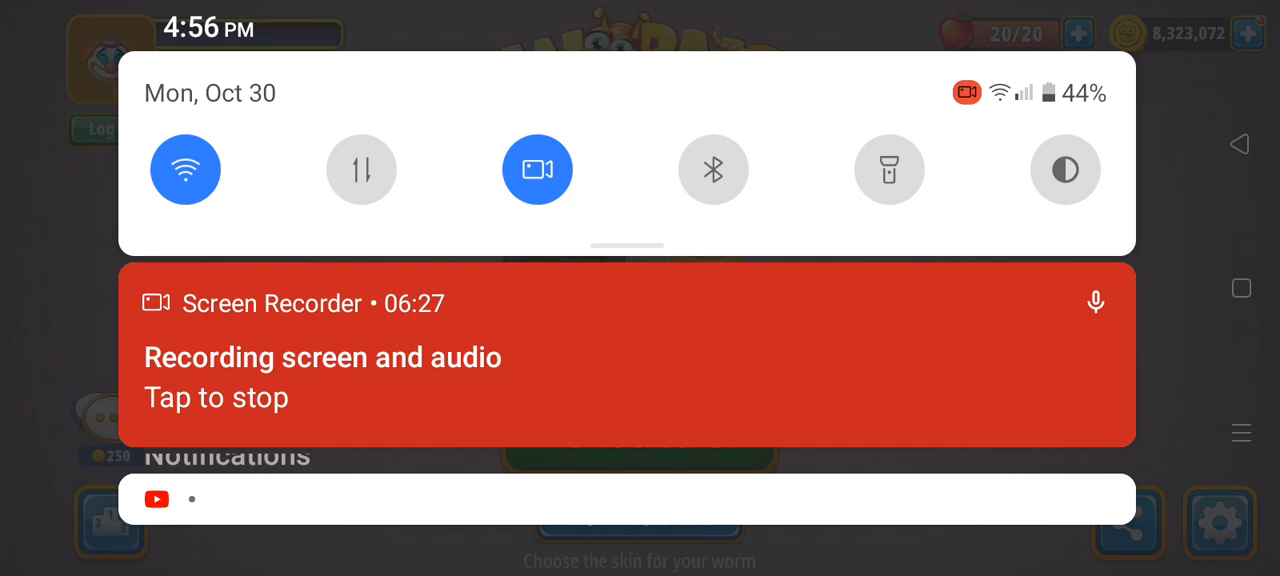 4:56 PM
20/20
8,323,072
Mon, Oct 30
44%
Log
Screen Recorder • 06:27
Recording screen and audio
Tap to stop
250
Notifications
•
Choose the skin for your worm